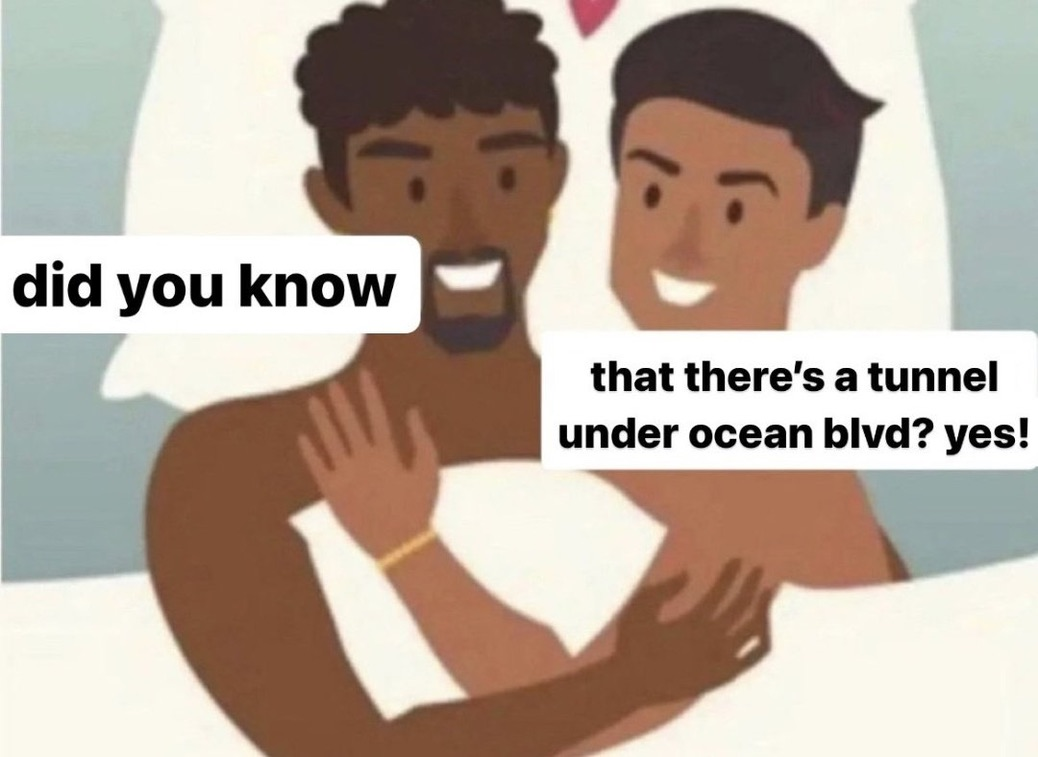 did you know
that there's a tunnel
under ocean blvd? yes!